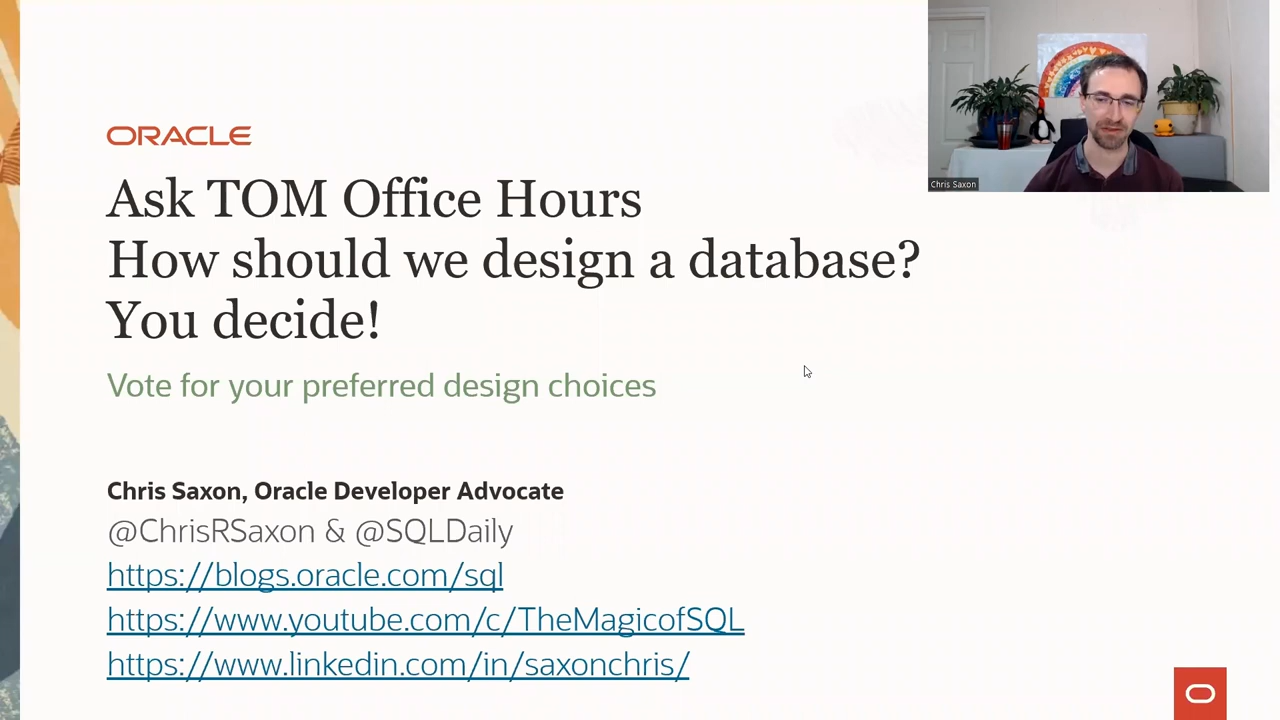 ORACLE
Ask TOM Office Hours
How should we design a database?
You decide!
Vote for your preferred design choices
Chris Saxon, Oracle Developer Advocate
@ChrisRSaxon & @SQLDaily
https://blogs.oracle.com/sql
https://www.youtube.com/c/TheMagicofSQL
https://www.linkedin.com/in/saxonchris/
Chris Saxon